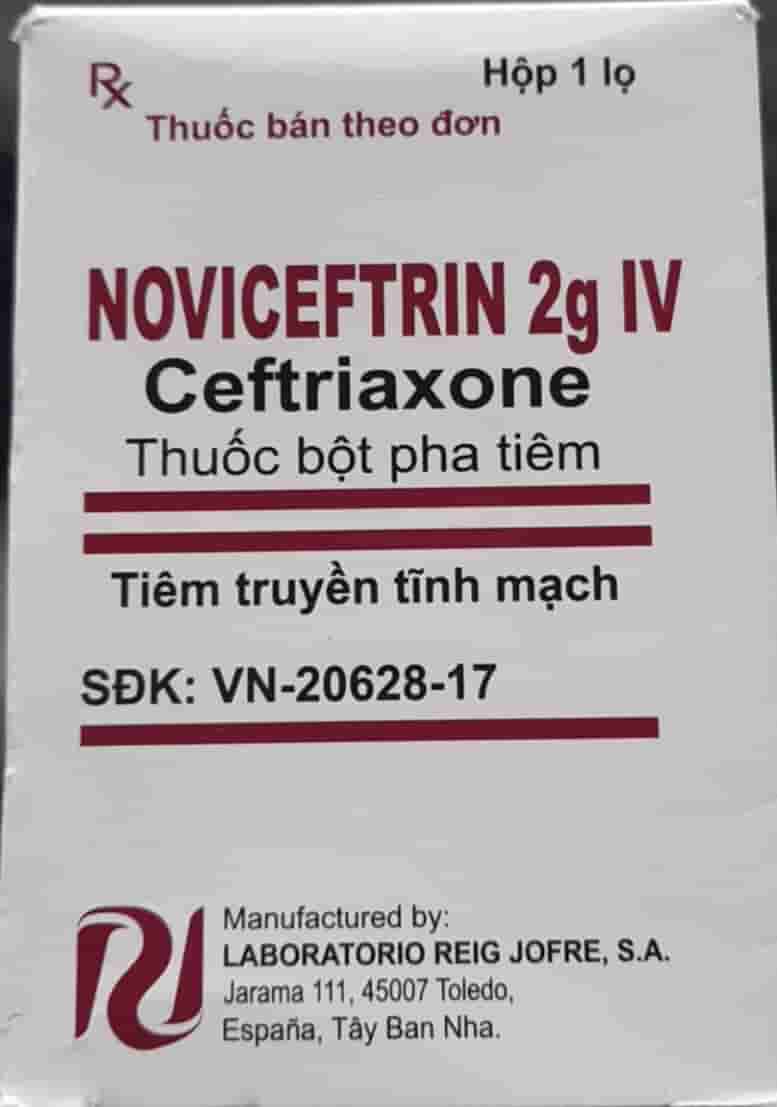 Rx
Hộp 1 lọ
Thuốc bán theo đơn
NOVICEFTRIN 2g IV
Ceftriaxone
Thuốc bột pha tiêm
Tiêm truyền tĩnh mạch
SĐK: VN-20628-17
Manufactured by:
LABORATORIO REIG JOFRE, S.A.
Jarama 111, 45007 Toledo,
España, Tây Ban Nha.